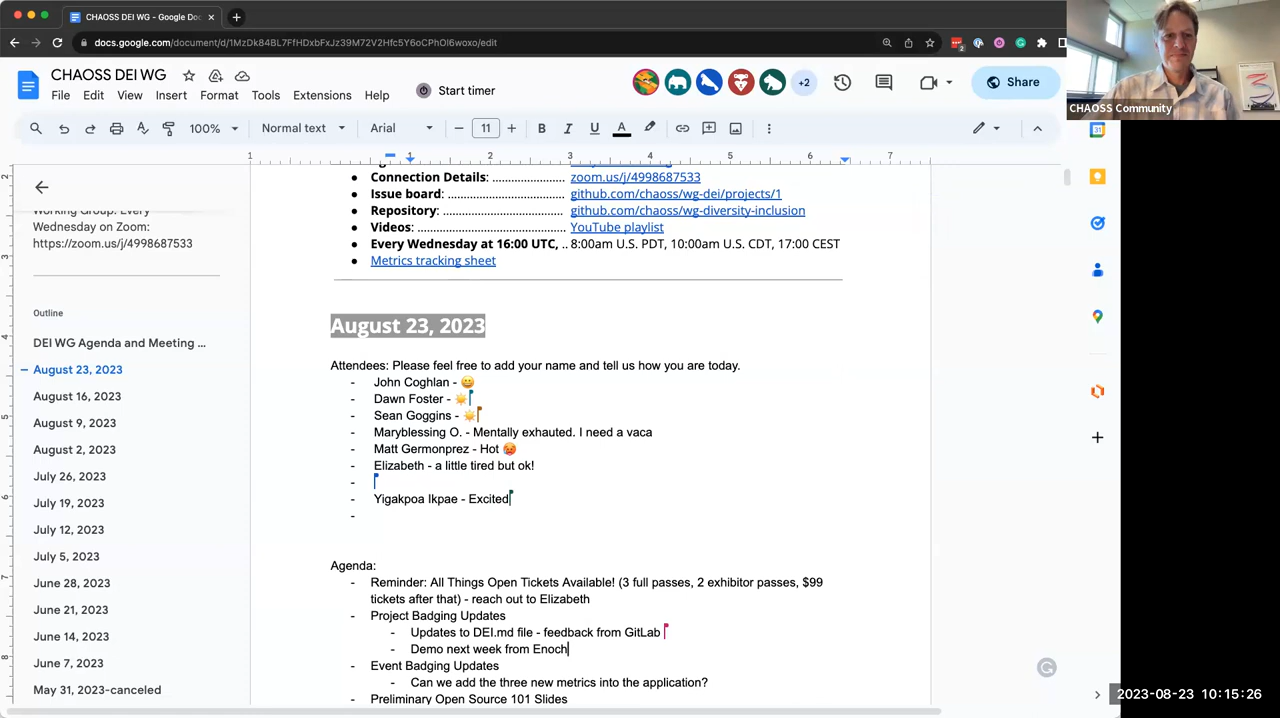 CHAOSS DEI WG - Google Doc
docs.google.com/document/d/1MzDk84BL7FfHDxbFxJz39M72V2Hfc5Y6oCPhOl6woxo/edit
CHAOSS DEI WG
File Edit View Insert Format Tools Extensions Help
Start timer
+2
Share
CHAOSS Community
100% Normal text Arial 11
1 1 2 3 4 5 6 7
Working Group: Every
Wednesday on Zoom:
https://zoom.us/j/4998687533
Outline
DEI WG Agenda and Meeting ...
August 23, 2023
August 16, 2023
August 9, 2023
August 2, 2023
July 26, 2023
July 19, 2023
July 12, 2023
July 5, 2023
June 28, 2023
June 21, 2023
June 14, 2023
June 7, 2023
May 31, 2023-canceled
● Connection Details: ...................... zoom.us/j/4998687533
● Issue board: ................................ github.com/chaoss/wg-dei/projects/1
● Repository: ................................. github.com/chaoss/wg-diversity-inclusion
● Videos: ........................................ YouTube playlist
● Every Wednesday at 16:00 UTC, .. 8:00am U.S. PDT, 10:00am U.S. CDT, 17:00 CEST
● Metrics tracking sheet
August 23, 2023
Attendees: Please feel free to add your name and tell us how you are today.
- John Coghlan - 😄
- Dawn Foster - ☀️
- Sean Goggins - ☀️
- Maryblessing O. - Mentally exhauted. I need a vaca
- Matt Germonprez - Hot 🥵
- Elizabeth - a little tired but ok!
-
- Yigakpoa Ikpae - Excited
-
Agenda:
- Reminder: All Things Open Tickets Available! (3 full passes, 2 exhibitor passes, $99
tickets after that) - reach out to Elizabeth
- Project Badging Updates
- Updates to DEI.md file - feedback from GitLab
- Demo next week from Enoch
- Event Badging Updates
- Can we add the three new metrics into the application?
- Preliminary Open Source 101 Slides
2023-08-23 10:15:26